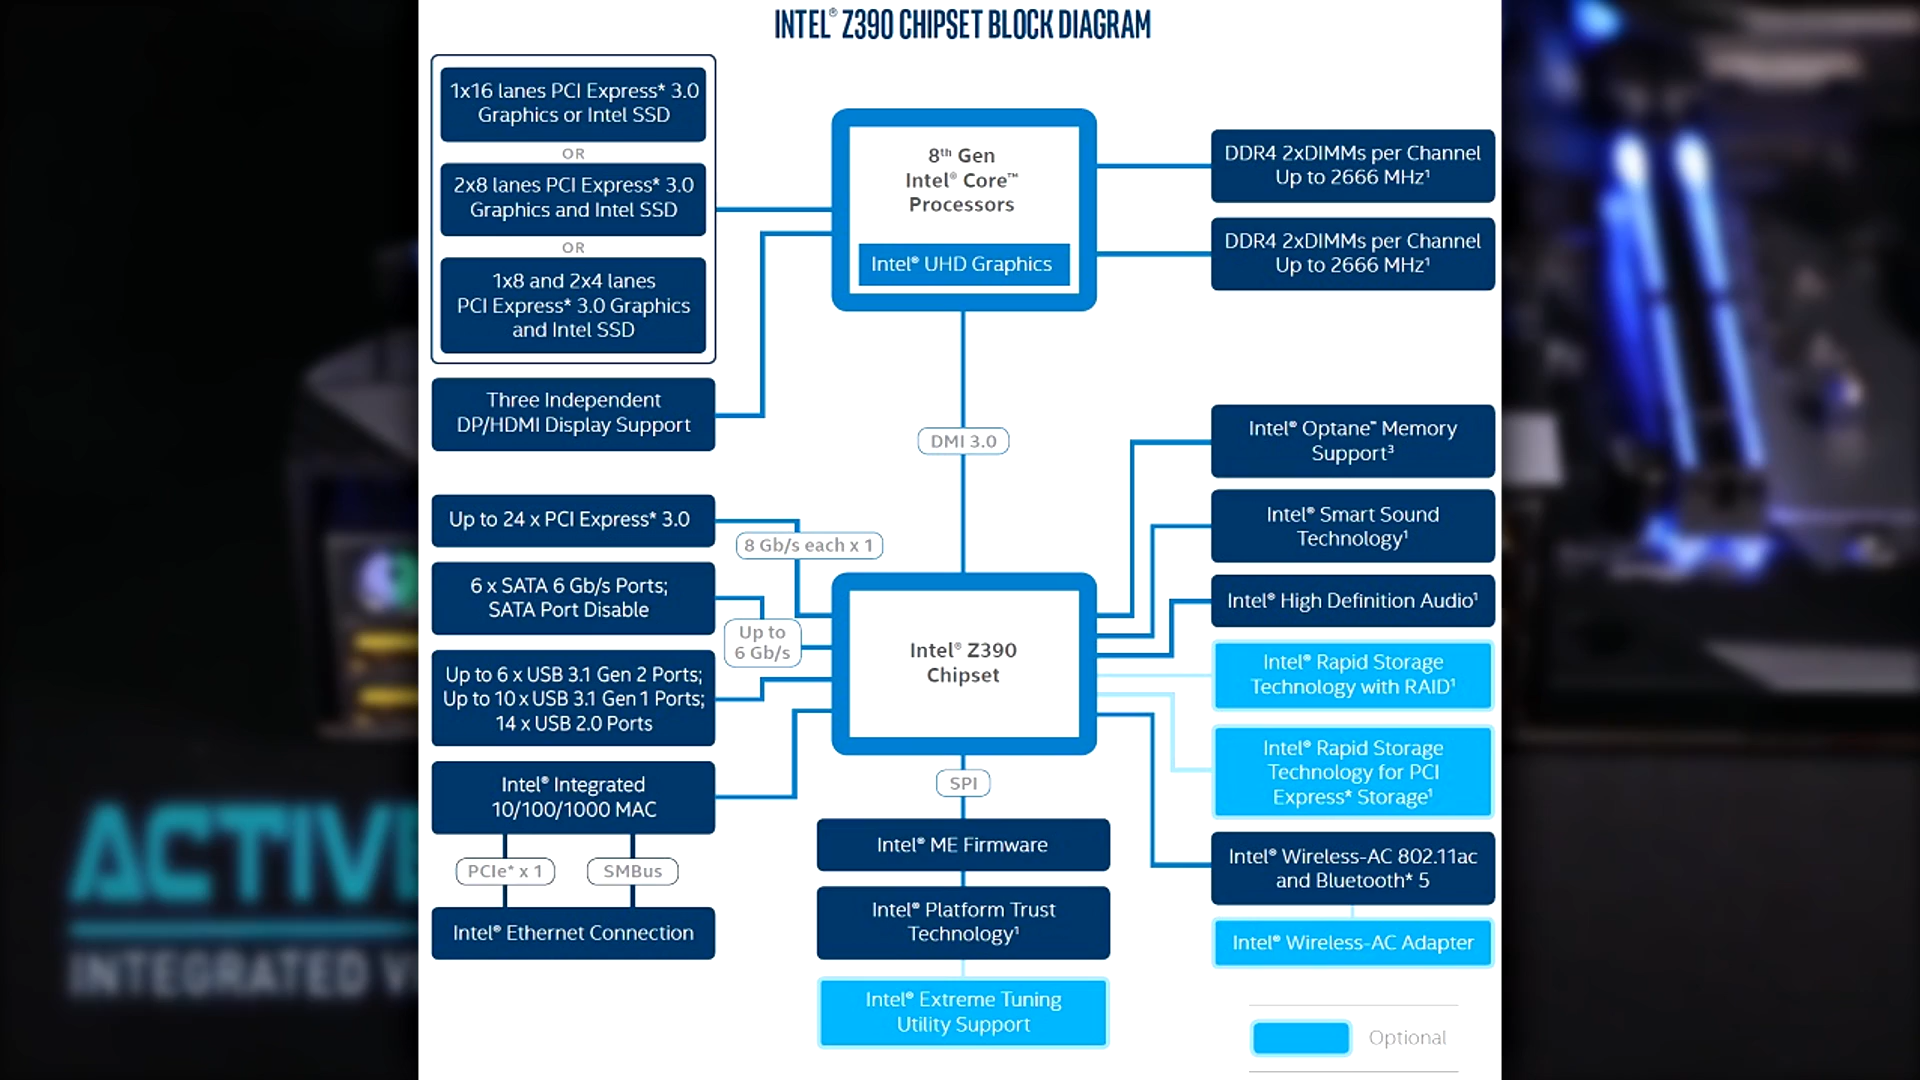 INTEL® Z390 CHIPSET BLOCK DIAGRAM
1x16 lanes PCI Express* 3.0
Graphics or Intel SSD
OR
2x8 lanes PCI Express* 3.0
Graphics and Intel SSD
OR
1x8 and 2x4 lanes
PCI Express* 3.0 Graphics
and Intel SSD
Three Independent
DP/HDMI Display Support
8th Gen
Intel® Core™
Processors
Intel® UHD Graphics
DDR4 2xDIMMs per Channel
Up to 2666 MHz¹
DDR4 2xDIMMs per Channel
Up to 2666 MHz¹
DMI 3.0
Up to 24 x PCI Express* 3.0
8 Gb/s each x 1
6 x SATA 6 Gb/s Ports;
SATA Port Disable
Up to
6 Gb/s
Up to 6 x USB 3.1 Gen 2 Ports;
Up to 10 x USB 3.1 Gen 1 Ports;
14 x USB 2.0 Ports
Intel® Integrated
10/100/1000 MAC
PCIe* x 1
SMBus
Intel® Ethernet Connection
Intel® Z390
Chipset
SPI
Intel® ME Firmware
Intel® Platform Trust
Technology¹
Intel® Extreme Tuning
Utility Support
Intel® Optane™ Memory
Support³
Intel® Smart Sound
Technology¹
Intel® High Definition Audio¹
Intel® Rapid Storage
Technology with RAID¹
Intel® Rapid Storage
Technology for PCI
Express* Storage¹
Intel® Wireless-AC 802.11ac
and Bluetooth* 5
Intel® Wireless-AC Adapter
Optional
ACTIVE
INTEGRATED